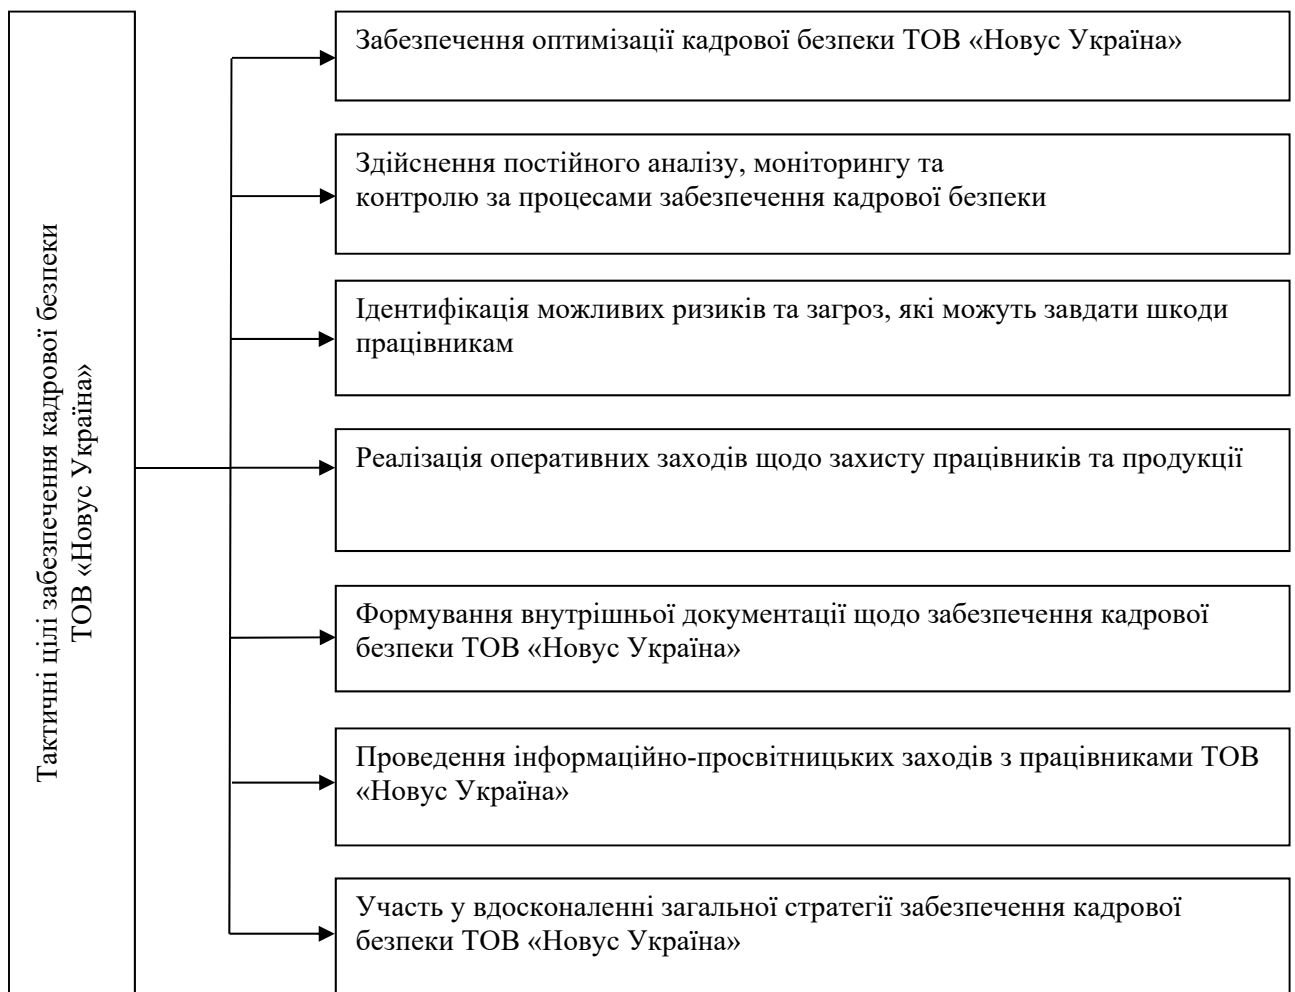 Тактичні цілі забезпечення кадрової безпеки
ТОВ «Новус Україна»
Забезпечення оптимізації кадрової безпеки ТОВ «Новус Україна»
Здійснення постійного аналізу, моніторингу та
контролю за процесами забезпечення кадрової безпеки
Ідентифікація можливих ризиків та загроз, які можуть завдати шкоди
працівникам
Реалізація оперативних заходів щодо захисту працівників та продукції
Формування внутрішньої документації щодо забезпечення кадрової
безпеки ТОВ «Новус Україна»
Проведення інформаційно-просвітницьких заходів з працівниками ТОВ
«Новус Україна»
Участь у вдосконаленні загальної стратегії забезпечення кадрової
безпеки ТОВ «Новус Україна»